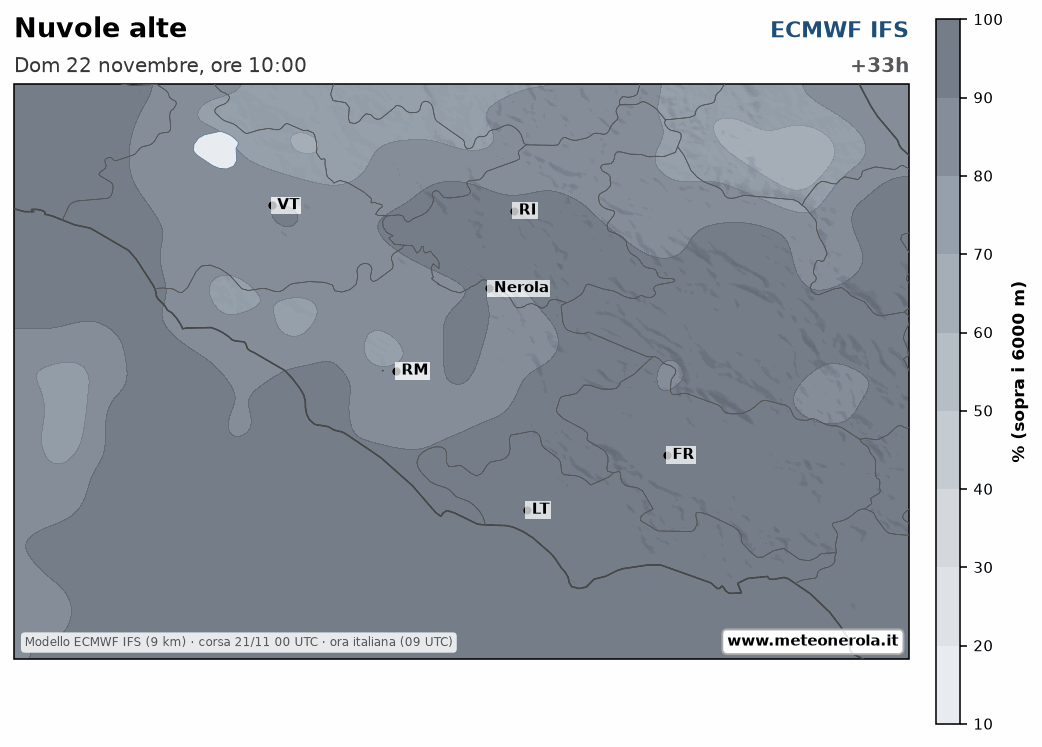 Nuvole alte
ECMWF IFS
Dom 22 novembre, ore 10:00
+33h
VT
RI
Nerola
RM
FR
LT
Modello ECMWF IFS (9 km) · corsa 21/11 00 UTC · ora italiana (09 UTC)
www.meteonerola.it
100
90
80
70
60
50
40
30
20
10
% (sopra i 6000 m)